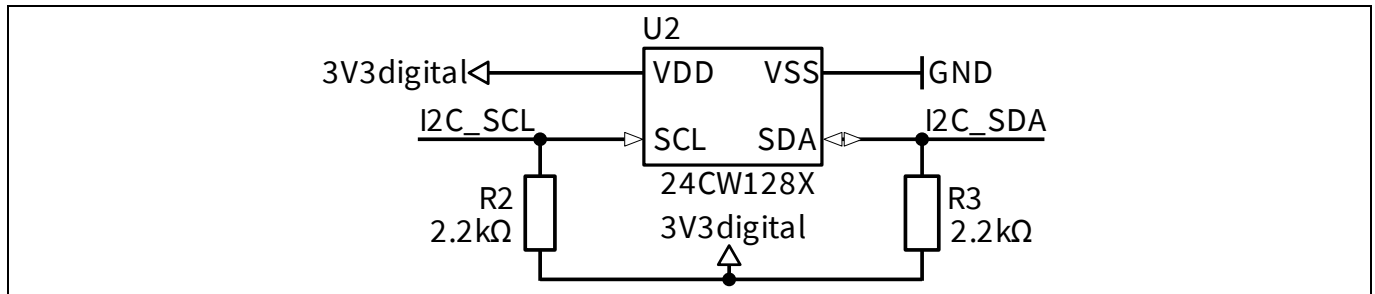 U2
3V3digital
VDD
VSS
GND
I2C_SCL
SCL
SDA
I2C_SDA
24CW128X
R2
2.2kΩ
3V3digital
R3
2.2kΩ